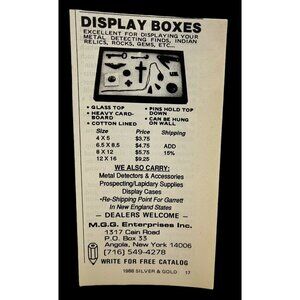 DISPLAY BOXES
EXCELLENT FOR DISPLAYING YOUR
METAL DETECTING FINDS, INDIAN
RELICS, ROCKS, GEMS, ETC...
• GLASS TOP
• HEAVY CARD-
BOARD
• COTTON LINED
• PINS HOLD TOP
DOWN
• CAN BE HUNG
ON WALL
Size Price Shipping
4 X 5 $3.75
6.5 X 8.5 $4.75 ADD
8 X 12 $5.75 15%
12 X 16 $9.25
WE ALSO CARRY:
Metal Detectors & Accessories
Prospecting/Lapidary Supplies
Display Cases
•Re-Shipping Point For Garrett
In New England States
— DEALERS WELCOME —
M.G.G. Enterprises Inc.
1317 Cain Road
P.O. Box 33
Angola, New York 14006
(716) 549-4278
WRITE FOR FREE CATALOG
1988 SILVER & GOLD 17